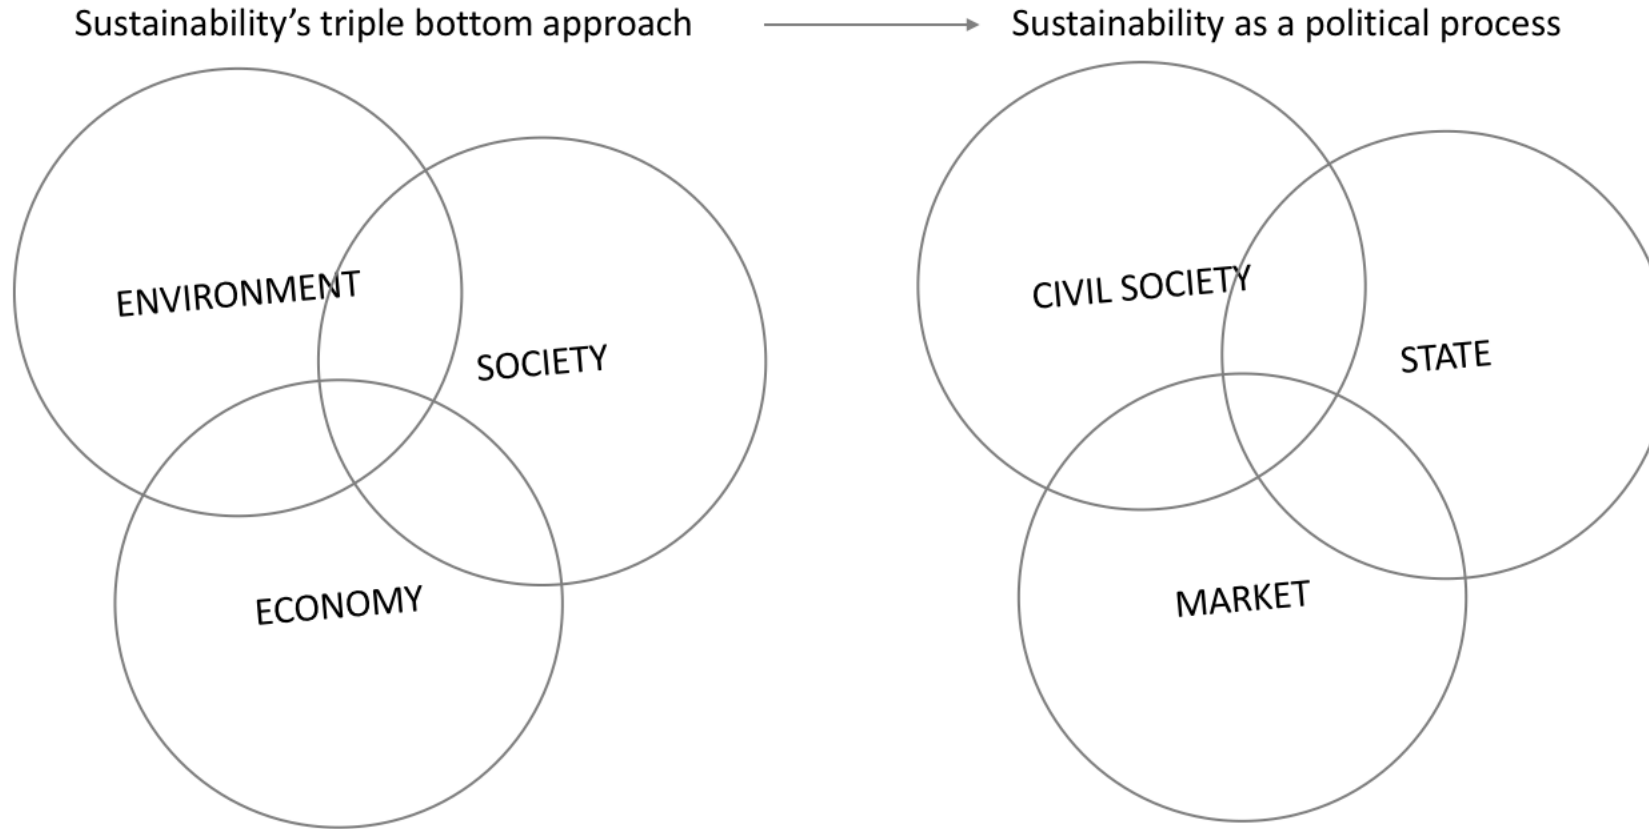 Sustainability’s triple bottom approach
Sustainability as a political process
ENVIRONMENT
SOCIETY
ECONOMY
CIVIL SOCIETY
STATE
MARKET